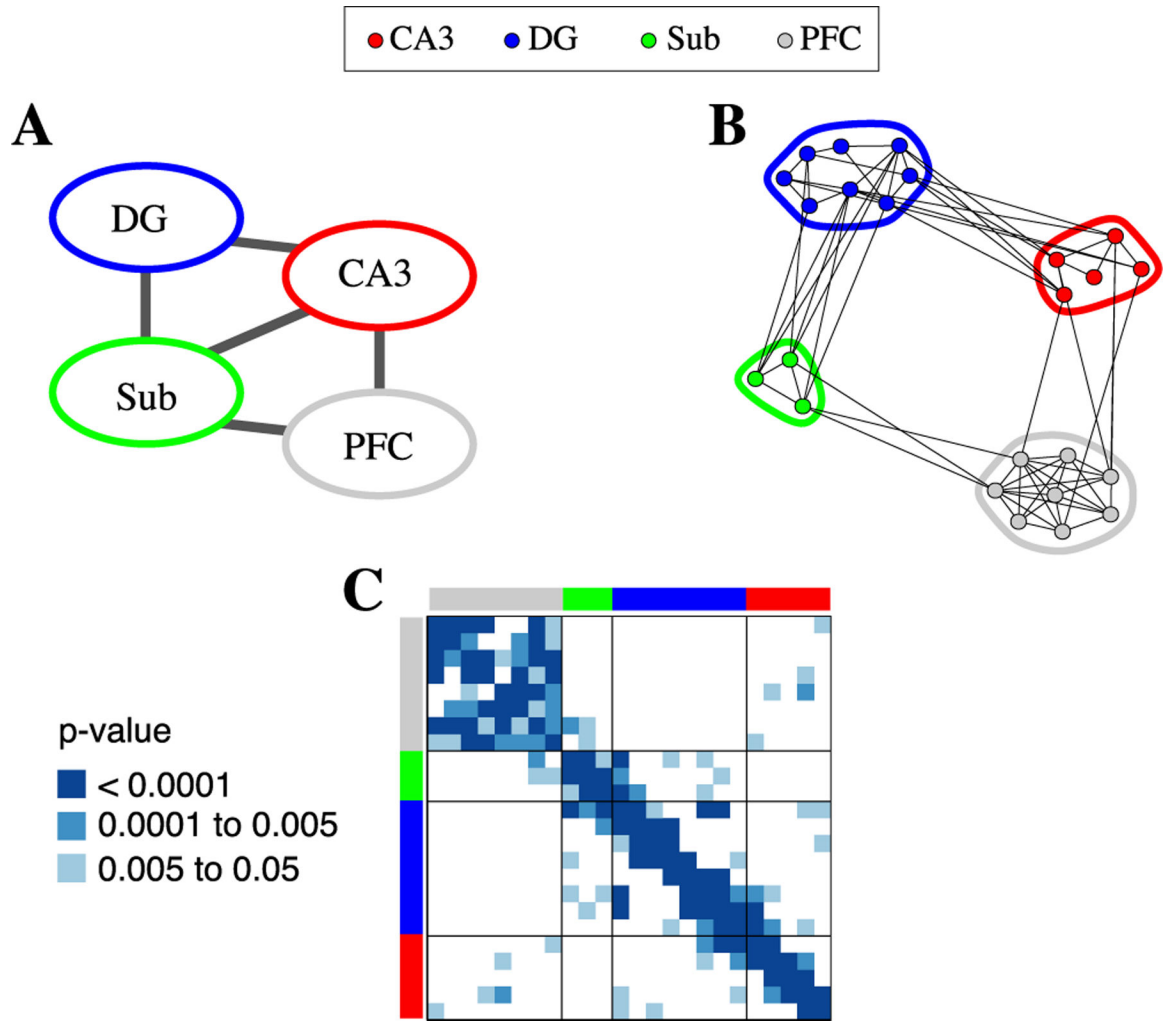 CA3 DG Sub PFC
A
B
DG
CA3
Sub
PFC
C
p-value
< 0.0001
0.0001 to 0.005
0.005 to 0.05